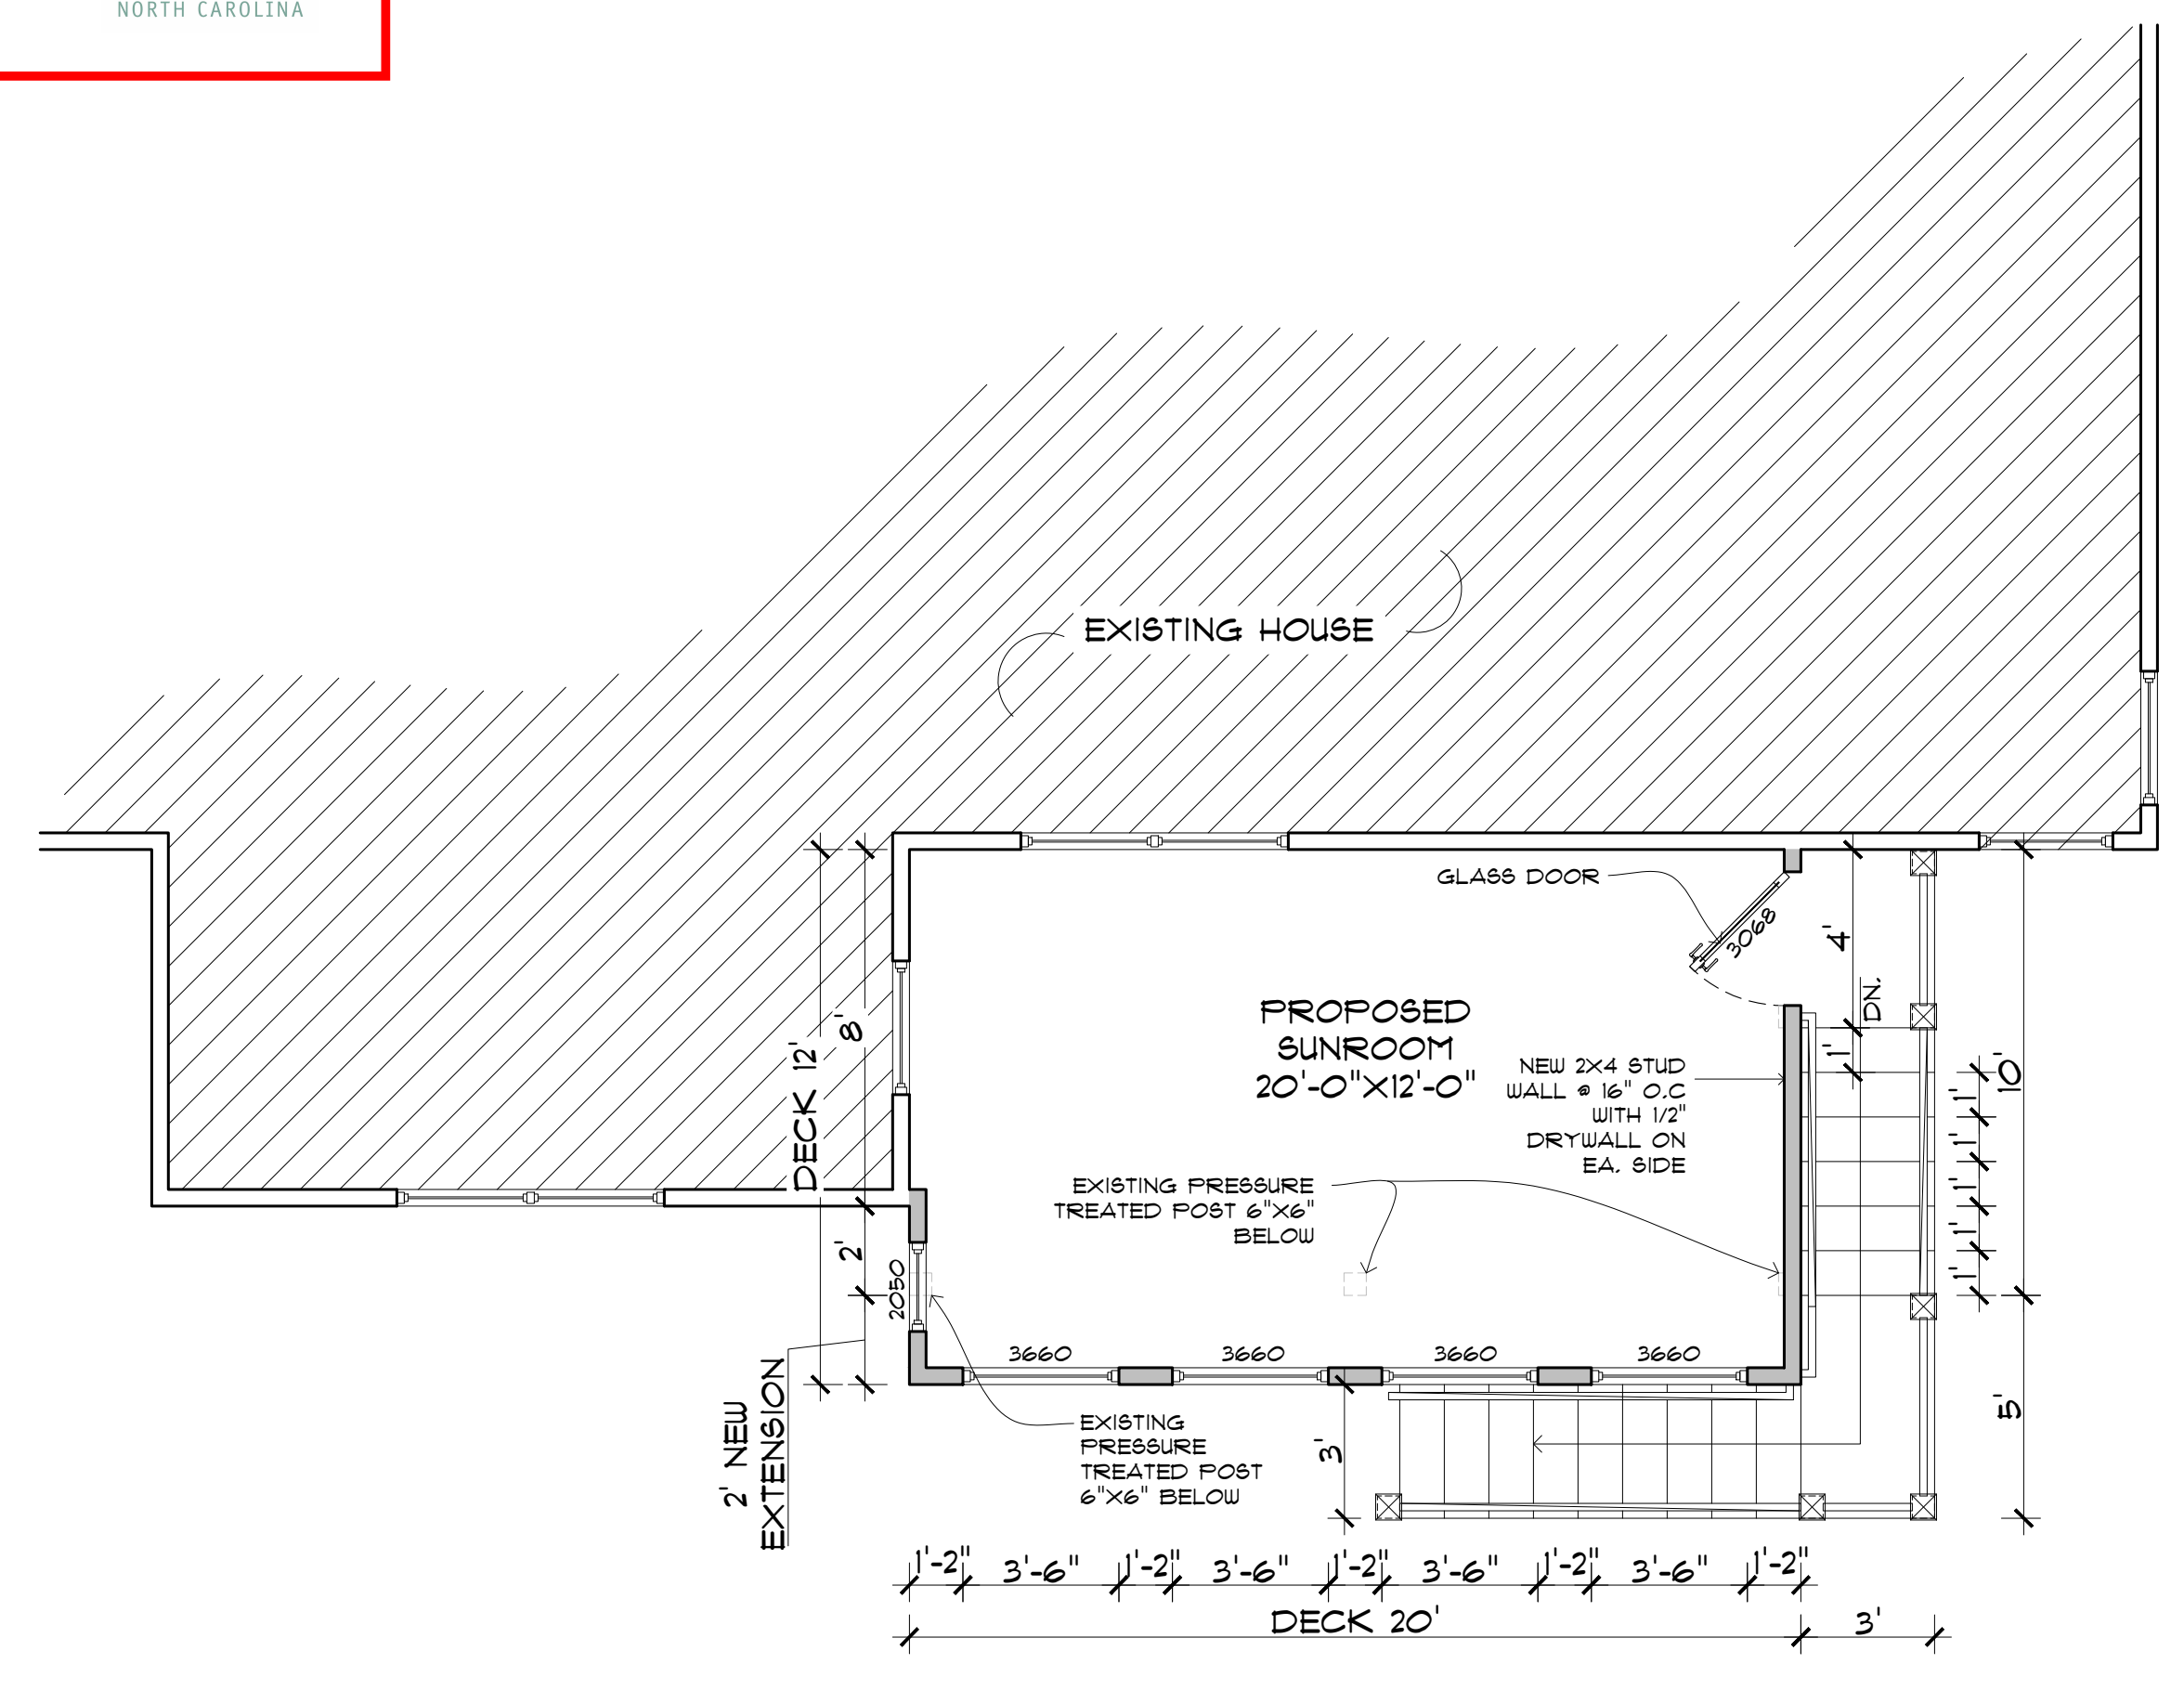 NORTH CAROLINA
EXISTING HOUSE
GLASS DOOR
3068
4'
DN.
1'
10'
1'
1'
1'
1'
1'
5'
PROPOSED
SUNROOM
20'-0"X12'-0"
NEW 2X4 STUD
WALL @ 16" O.C
WITH 1/2"
DRYWALL ON
EA. SIDE
EXISTING PRESSURE
TREATED POST 6"X6"
BELOW
DECK 12'
8'
2'
2050
2' NEW
EXTENSION
3660
3660
3660
3660
EXISTING
PRESSURE
TREATED POST
6"X6" BELOW
3'
1'-2"
3'-6"
1'-2"
3'-6"
1'-2"
3'-6"
1'-2"
3'-6"
1'-2"
DECK 20'
3'